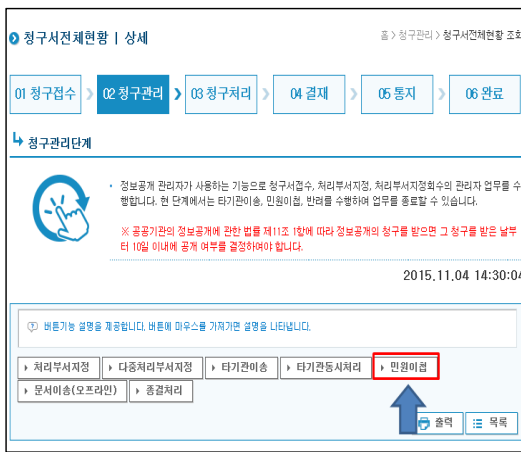 청구서전체현황 | 상세
홈 > 청구관리 > 청구서전체현황 조회
01 청구접수 02 청구관리 03 청구처리 04 결재 05 통지 06 완료
청구관리단계
• 정보공개 관리자가 사용하는 기능으로 청구서접수, 처리부서지정, 처리부서지정회수의 관리자 업무를 수
행합니다. 현 단계에서는 타기관이송, 민원이첩, 반려를 수행하여 업무를 종료할 수 있습니다.
※ 공공기관의 정보공개에 관한 법률 제11조 1항에 따라 정보공개의 청구를 받으면 그 청구를 받은 날부
터 10일 이내에 공개 여부를 결정하여야 합니다.
2015.11.04 14:30:04
버튼기능 설명을 제공합니다. 버튼에 마우스를 가져가면 설명을 나타냅니다.
처리부서지정 다중처리부서지정 타기관이송 타기관동시처리 민원이첩
문서이송(오프라인) 종결처리
출력 목록